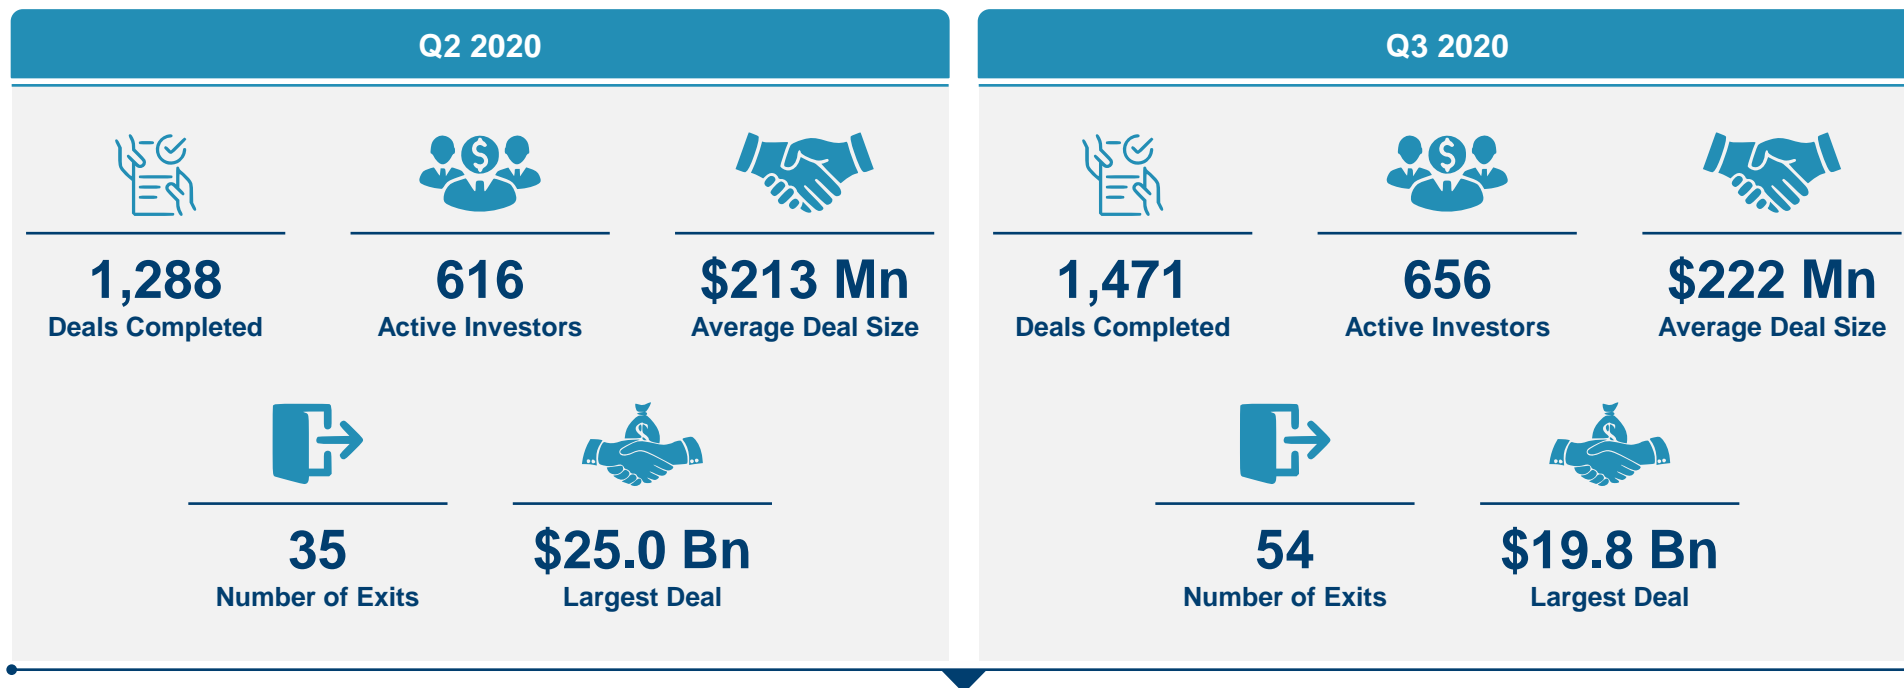 Q2 2020
1,288
Deals Completed
616
Active Investors
$213 Mn
Average Deal Size
35
Number of Exits
$25.0 Bn
Largest Deal
Q3 2020
1,471
Deals Completed
656
Active Investors
$222 Mn
Average Deal Size
54
Number of Exits
$19.8 Bn
Largest Deal